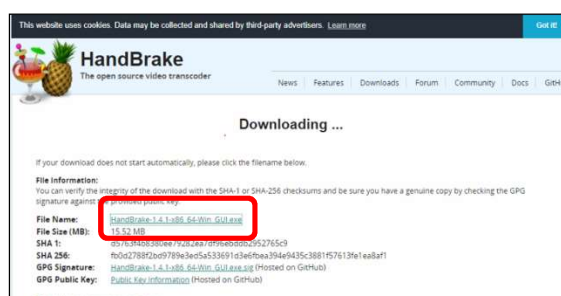 This website uses cookies. Data may be collected and shared by third-party advertisers. Learn more Got it!
HandBrake
The open source video transcoder
News Features Downloads Forum Community Docs GitH
Downloading ...
If your download does not start automatically, please click the filename below.
File Information:
You can verify the integrity of the download with the SHA-1 or SHA-256 checksums and be sure you have a genuine copy by checking the GPG
signature against the provided public key.
File Name: HandBrake-1.4.1-x86_64-Win_GUI.exe
File Size (MB): 15.52 MB
SHA 1:
SHA 256:
GPG Signature: HandBrake-1.4.1-x86_64-Win_GUI.exe.sig (Hosted on GitHub)
GPG Public Key: Public Key Information (Hosted on GitHub)